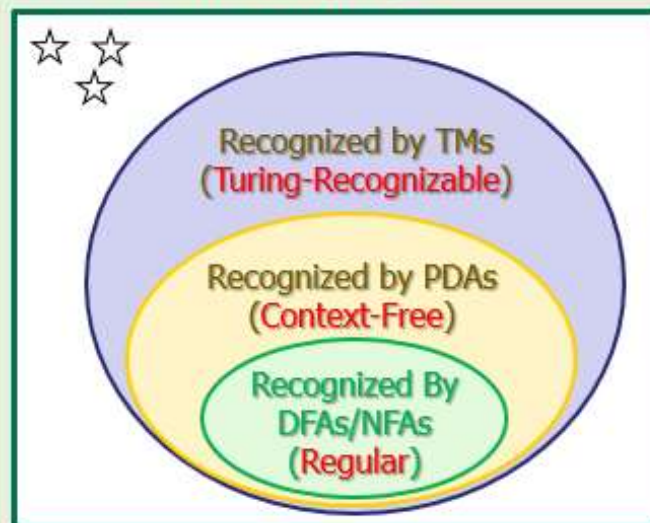 Recognized by TMs
(Turing-Recognizable)
Recognized by PDAs
(Context-Free)
Recognized By
DFAs/NFAs
(Regular)